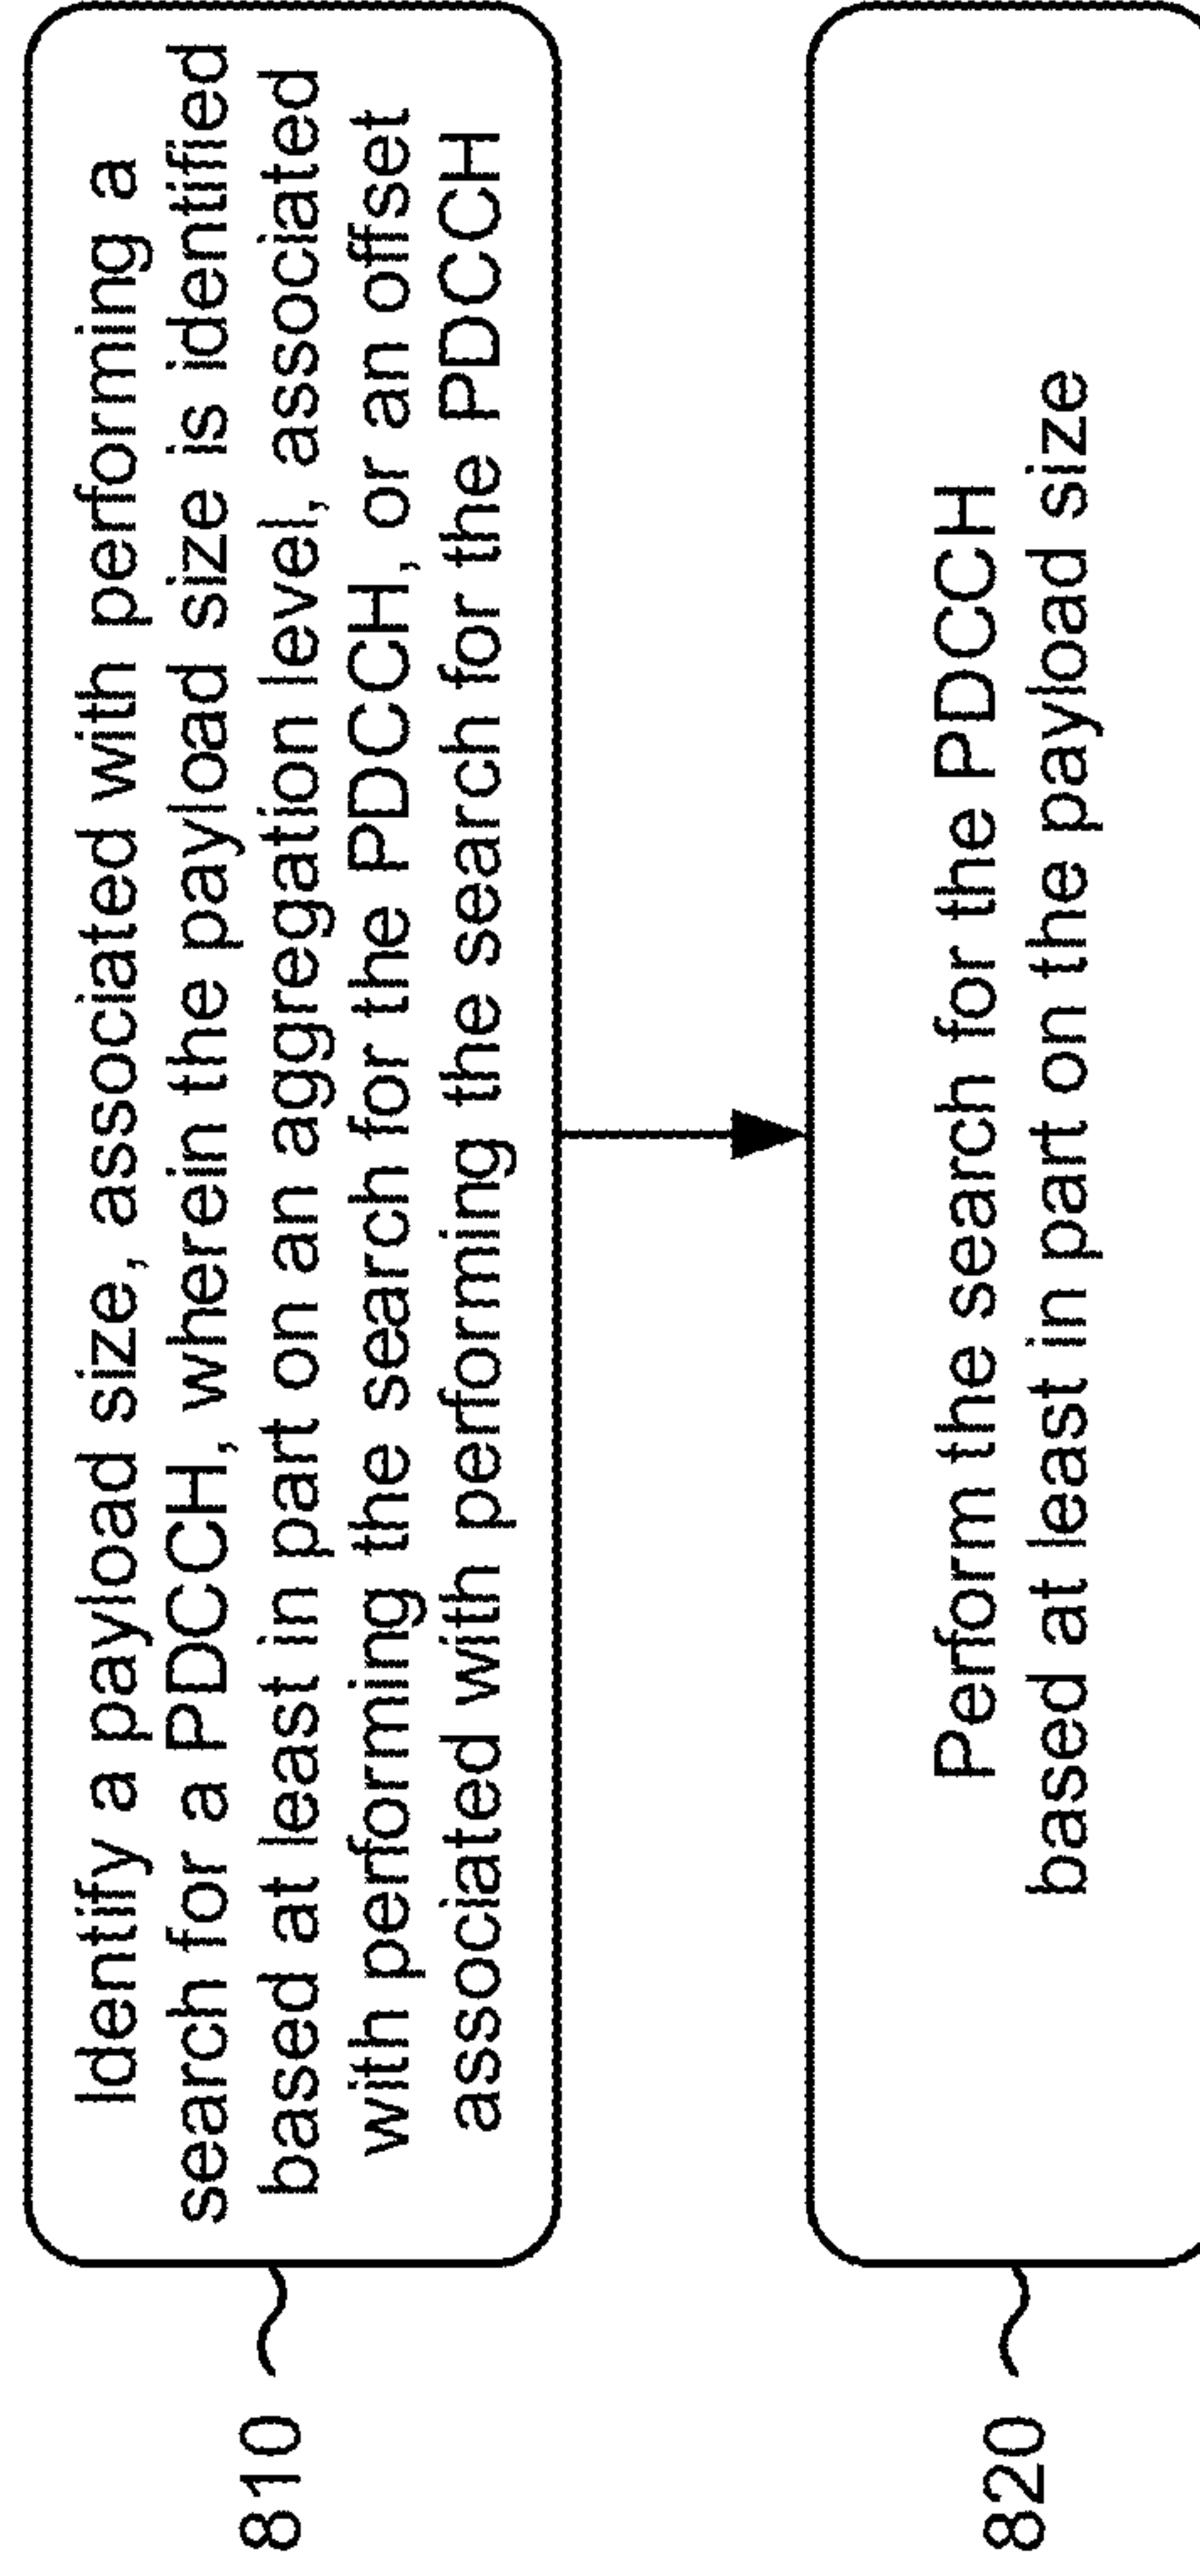 810
Identify a payload size, associated with performing a
search for a PDCCH, wherein the payload size is identified
based at least in part on an aggregation level, associated
with performing the search for the PDCCH, or an offset
associated with performing the search for the PDCCH
820
Perform the search for the PDCCH
based at least in part on the payload size